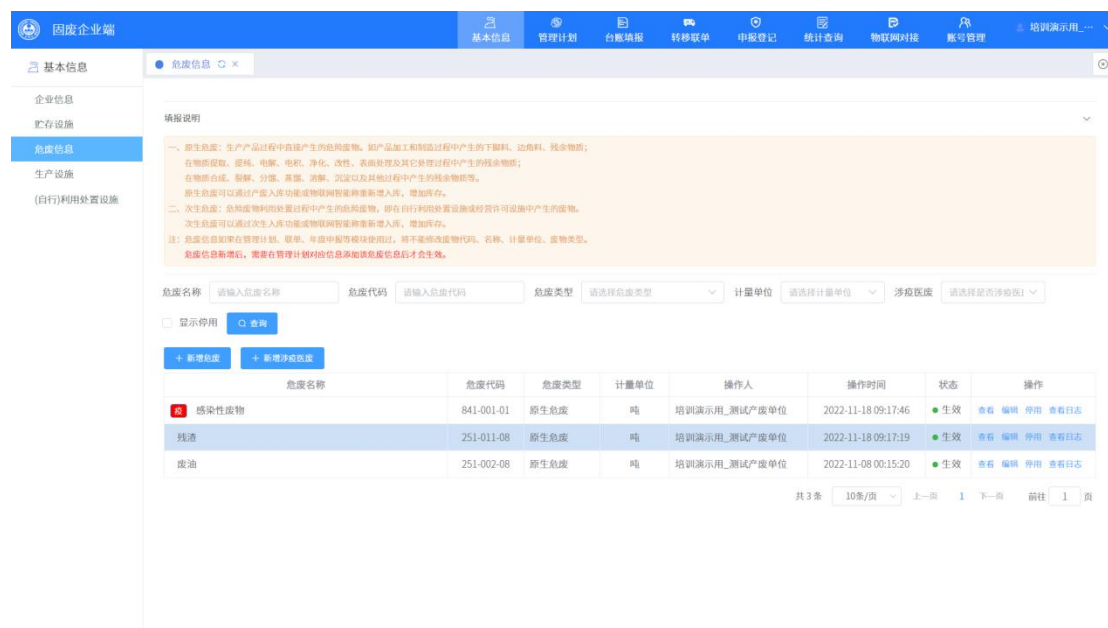 固废企业端
基本信息 管理计划 台账填报 转移联单 申报登记 统计查询 物联网对接 账号管理 培训演示用_···
基本信息
危废信息
企业信息
贮存设施
危废信息
生产设施
(自行)利用处置设施
填报说明
一、原生危废：生产产品过程中直接产生的危险废物。如产品加工和制造过程中产生的下脚料、边角料、残余物质；
在物质提取、提纯、电解、电积、净化、改性、表面处理及其它处理过程中产生的残余物质；
在物质合成、裂解、分馏、蒸馏、溶解、沉淀以及其他过程中产生的残余物质等。
原生危废可以通过产废入库功能或物联网智能称重新增入库，增加库存。
二、次生危废：危险废物利用处置过程中产生的危险废物，即在自行利用处置设施或经营许可设施中产生的废物。
次生危废可以通过次生入库功能或物联网智能称重新增入库，增加库存。
注：危废信息如果在管理计划、联单、年度申报等模块使用过，将不能修改废物代码、名称、计量单位、废物类型。
危废信息新增后，需要在管理计划对应信息添加该危废信息后才会生效。
危废名称 请输入危废名称 危废代码 请输入危废代码 危废类型 请选择危废类型 计量单位 请选择计量单位 涉疫医废 请选择是否涉疫医
显示停用 查询
+ 新增危废 + 新增涉疫医废
危废名称 危废代码 危废类型 计量单位 操作人 操作时间 状态 操作
疫 感染性废物 841-001-01 原生危废 吨 培训演示用_测试产废单位 2022-11-18 09:17:46 生效 查看 编辑 停用 查看日志
残渣 251-011-08 原生危废 吨 培训演示用_测试产废单位 2022-11-18 09:17:19 生效 查看 编辑 停用 查看日志
废油 251-002-08 原生危废 吨 培训演示用_测试产废单位 2022-11-08 00:15:20 生效 查看 编辑 停用 查看日志
共 3 条 10条/页 上一页 1 下一页 前往 1 页